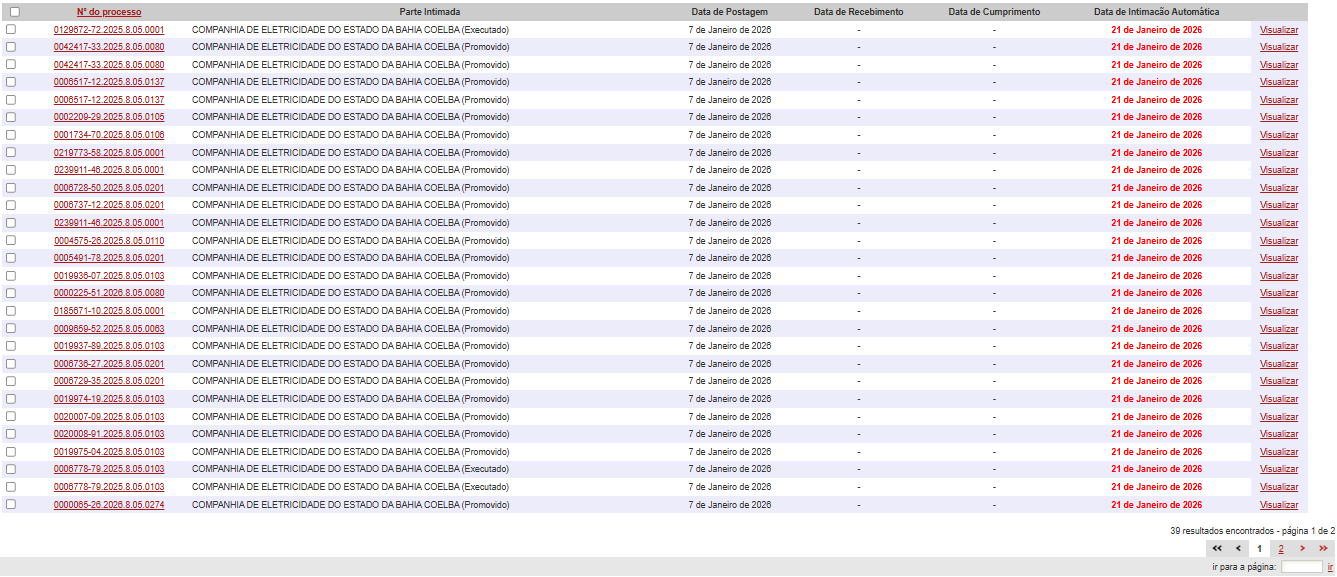 Nº do processo Parte Intimada Data de Postagem Data de Recebimento Data de Cumprimento Data de Intimacão Automàtica
0129672-72.2025.8.05.0001 COMPANHIA DE ELETRICIDADE DO ESTADO DA BAHIA COELBA (Executado) 7 de Janeiro de 2026 - - 21 de Janeiro de 2026 Visualizar
0042417-33.2025.8.05.0080 COMPANHIA DE ELETRICIDADE DO ESTADO DA BAHIA COELBA (Promovido) 7 de Janeiro de 2026 - - 21 de Janeiro de 2026 Visualizar
0042417-33.2025.8.05.0080 COMPANHIA DE ELETRICIDADE DO ESTADO DA BAHIA COELBA (Promovido) 7 de Janeiro de 2026 - - 21 de Janeiro de 2026 Visualizar
0006517-12.2025.8.05.0137 COMPANHIA DE ELETRICIDADE DO ESTADO DA BAHIA COELBA (Promovido) 7 de Janeiro de 2026 - - 21 de Janeiro de 2026 Visualizar
0006517-12.2025.8.05.0137 COMPANHIA DE ELETRICIDADE DO ESTADO DA BAHIA COELBA (Promovido) 7 de Janeiro de 2026 - - 21 de Janeiro de 2026 Visualizar
0002209-29.2025.8.05.0105 COMPANHIA DE ELETRICIDADE DO ESTADO DA BAHIA COELBA (Promovido) 7 de Janeiro de 2026 - - 21 de Janeiro de 2026 Visualizar
0001734-70.2025.8.05.0106 COMPANHIA DE ELETRICIDADE DO ESTADO DA BAHIA COELBA (Promovido) 7 de Janeiro de 2026 - - 21 de Janeiro de 2026 Visualizar
0219773-58.2025.8.05.0001 COMPANHIA DE ELETRICIDADE DO ESTADO DA BAHIA COELBA (Promovido) 7 de Janeiro de 2026 - - 21 de Janeiro de 2026 Visualizar
0239911-46.2025.8.05.0001 COMPANHIA DE ELETRICIDADE DO ESTADO DA BAHIA COELBA (Promovido) 7 de Janeiro de 2026 - - 21 de Janeiro de 2026 Visualizar
0006728-50.2025.8.05.0201 COMPANHIA DE ELETRICIDADE DO ESTADO DA BAHIA COELBA (Promovido) 7 de Janeiro de 2026 - - 21 de Janeiro de 2026 Visualizar
0006737-12.2025.8.05.0201 COMPANHIA DE ELETRICIDADE DO ESTADO DA BAHIA COELBA (Promovido) 7 de Janeiro de 2026 - - 21 de Janeiro de 2026 Visualizar
0239911-46.2025.8.05.0001 COMPANHIA DE ELETRICIDADE DO ESTADO DA BAHIA COELBA (Promovido) 7 de Janeiro de 2026 - - 21 de Janeiro de 2026 Visualizar
0004575-26.2025.8.05.0110 COMPANHIA DE ELETRICIDADE DO ESTADO DA BAHIA COELBA (Promovido) 7 de Janeiro de 2026 - - 21 de Janeiro de 2026 Visualizar
0005491-78.2025.8.05.0201 COMPANHIA DE ELETRICIDADE DO ESTADO DA BAHIA COELBA (Promovido) 7 de Janeiro de 2026 - - 21 de Janeiro de 2026 Visualizar
0019936-07.2025.8.05.0103 COMPANHIA DE ELETRICIDADE DO ESTADO DA BAHIA COELBA (Promovido) 7 de Janeiro de 2026 - - 21 de Janeiro de 2026 Visualizar
0000225-51.2026.8.05.0080 COMPANHIA DE ELETRICIDADE DO ESTADO DA BAHIA COELBA (Promovido) 7 de Janeiro de 2026 - - 21 de Janeiro de 2026 Visualizar
0185671-10.2025.8.05.0001 COMPANHIA DE ELETRICIDADE DO ESTADO DA BAHIA COELBA (Promovido) 7 de Janeiro de 2026 - - 21 de Janeiro de 2026 Visualizar
0009659-52.2025.8.05.0063 COMPANHIA DE ELETRICIDADE DO ESTADO DA BAHIA COELBA (Promovido) 7 de Janeiro de 2026 - - 21 de Janeiro de 2026 Visualizar
0019937-89.2025.8.05.0103 COMPANHIA DE ELETRICIDADE DO ESTADO DA BAHIA COELBA (Promovido) 7 de Janeiro de 2026 - - 21 de Janeiro de 2026 Visualizar
0006736-27.2025.8.05.0201 COMPANHIA DE ELETRICIDADE DO ESTADO DA BAHIA COELBA (Promovido) 7 de Janeiro de 2026 - - 21 de Janeiro de 2026 Visualizar
0006729-35.2025.8.05.0201 COMPANHIA DE ELETRICIDADE DO ESTADO DA BAHIA COELBA (Promovido) 7 de Janeiro de 2026 - - 21 de Janeiro de 2026 Visualizar
0019974-19.2025.8.05.0103 COMPANHIA DE ELETRICIDADE DO ESTADO DA BAHIA COELBA (Promovido) 7 de Janeiro de 2026 - - 21 de Janeiro de 2026 Visualizar
0020007-09.2025.8.05.0103 COMPANHIA DE ELETRICIDADE DO ESTADO DA BAHIA COELBA (Promovido) 7 de Janeiro de 2026 - - 21 de Janeiro de 2026 Visualizar
0020008-91.2025.8.05.0103 COMPANHIA DE ELETRICIDADE DO ESTADO DA BAHIA COELBA (Promovido) 7 de Janeiro de 2026 - - 21 de Janeiro de 2026 Visualizar
0019975-04.2025.8.05.0103 COMPANHIA DE ELETRICIDADE DO ESTADO DA BAHIA COELBA (Promovido) 7 de Janeiro de 2026 - - 21 de Janeiro de 2026 Visualizar
0006778-79.2025.8.05.0103 COMPANHIA DE ELETRICIDADE DO ESTADO DA BAHIA COELBA (Executado) 7 de Janeiro de 2026 - - 21 de Janeiro de 2026 Visualizar
0006778-79.2025.8.05.0103 COMPANHIA DE ELETRICIDADE DO ESTADO DA BAHIA COELBA (Executado) 7 de Janeiro de 2026 - - 21 de Janeiro de 2026 Visualizar
0000065-26.2026.8.05.0274 COMPANHIA DE ELETRICIDADE DO ESTADO DA BAHIA COELBA (Promovido) 7 de Janeiro de 2026 - - 21 de Janeiro de 2026 Visualizar
39 resultados encontrados - página 1 de 2
« ‹ 1 2 › »
ir para a página: ir